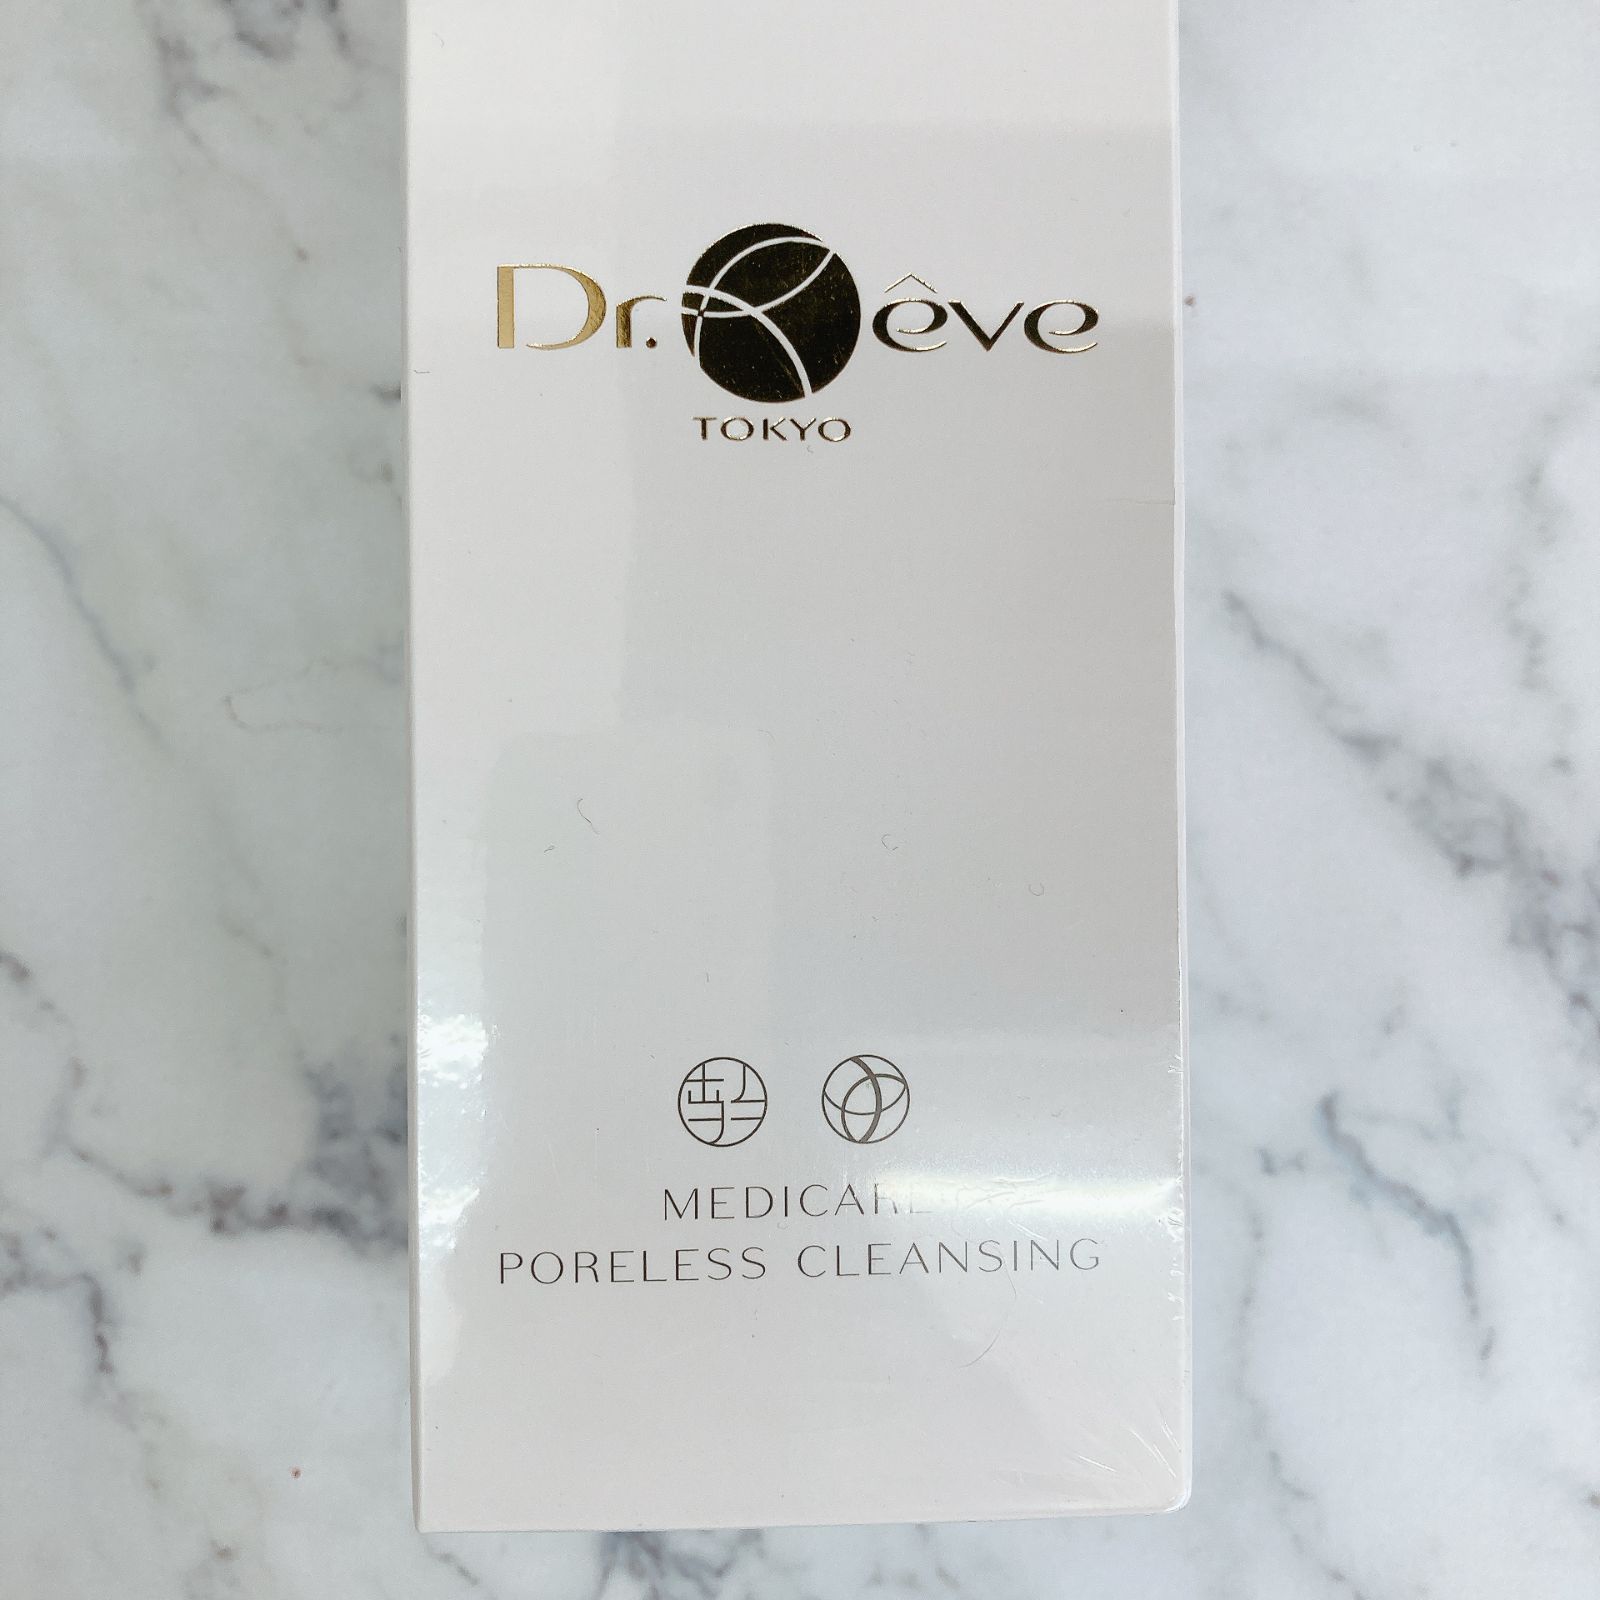 Dr. Rêve
TOKYO
MEDICARE
PORELESS CLEANSING